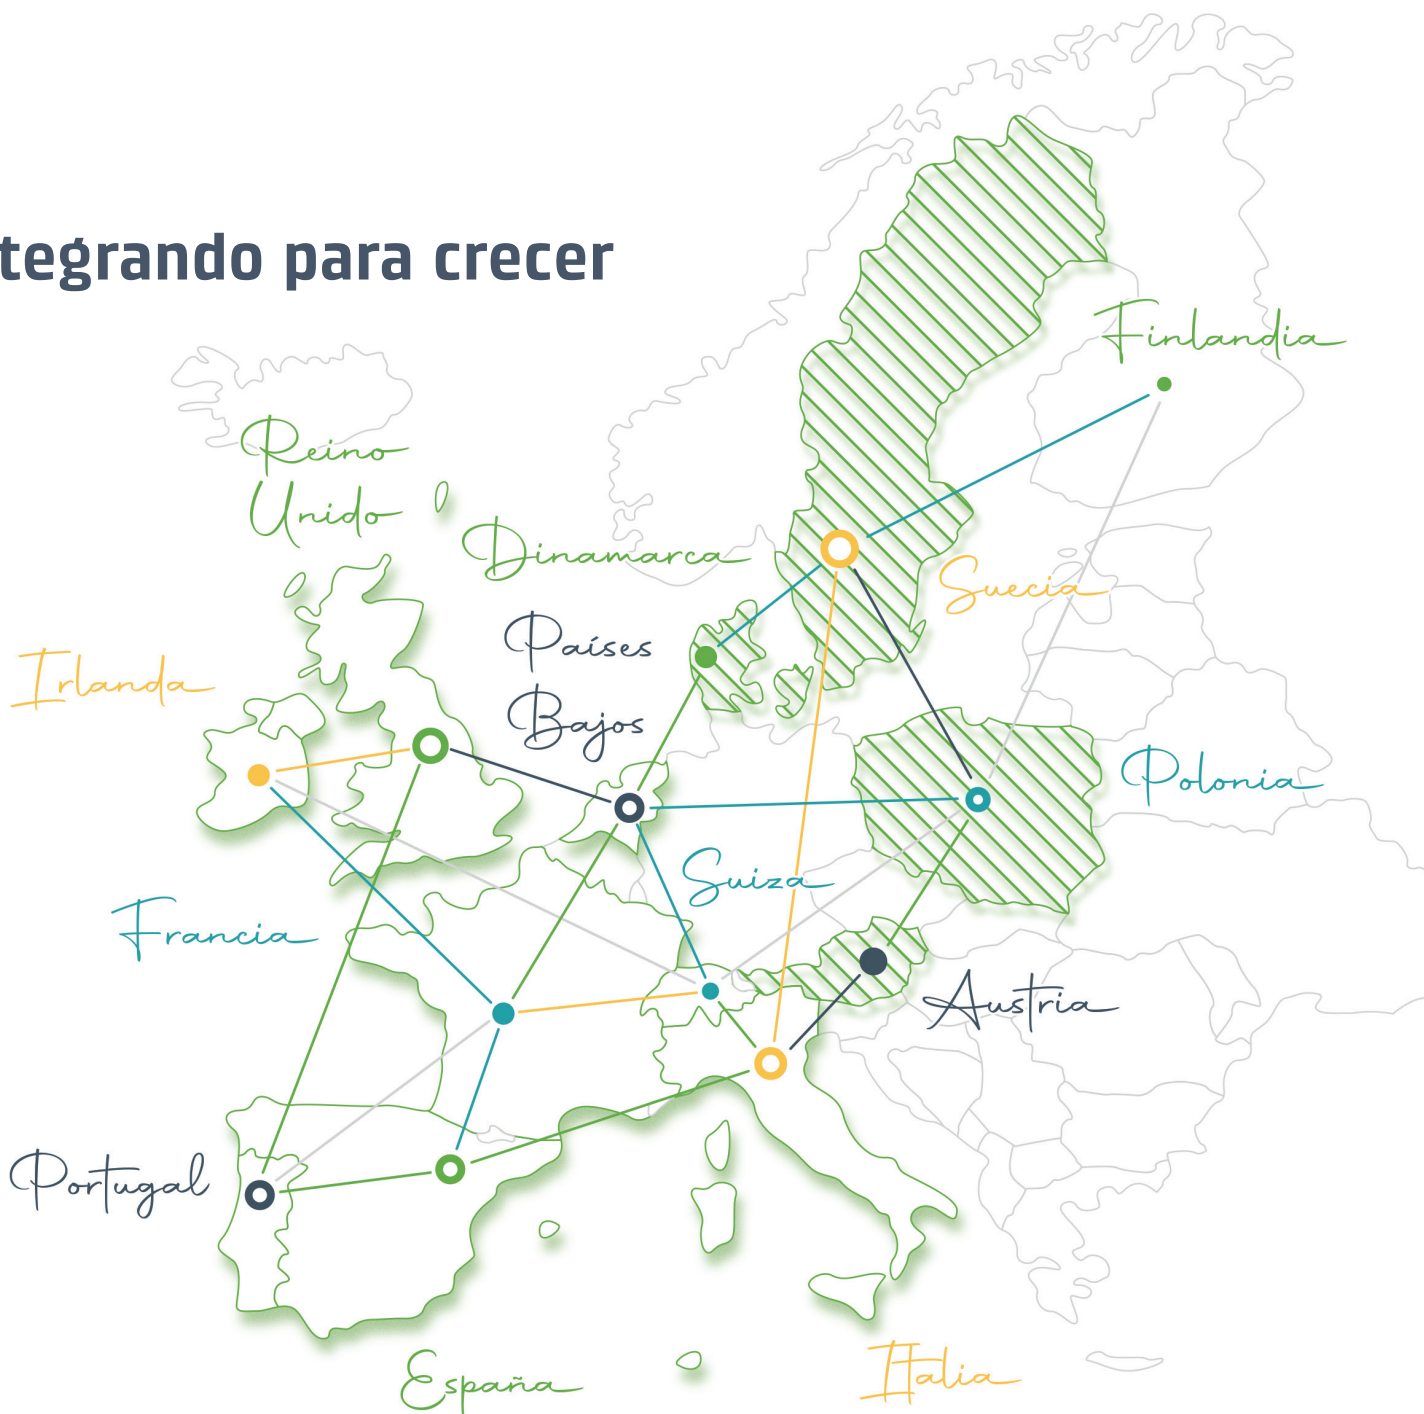 tegrando para crecer
Finlandia
Reino
Unido
Dinamarca
Suecia
Países
Bajos
Irlanda
Polonia
Suiza
Francia
Austria
Portugal
España
Italia